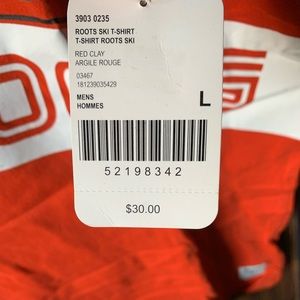 3903 0235
ROOTS SKI T-SHIRT
T-SHIRT ROOTS SKI
RED CLAY
ARGILE ROUGE
03467
181239035429
MENS
HOMMES
L
52198342
$30.00